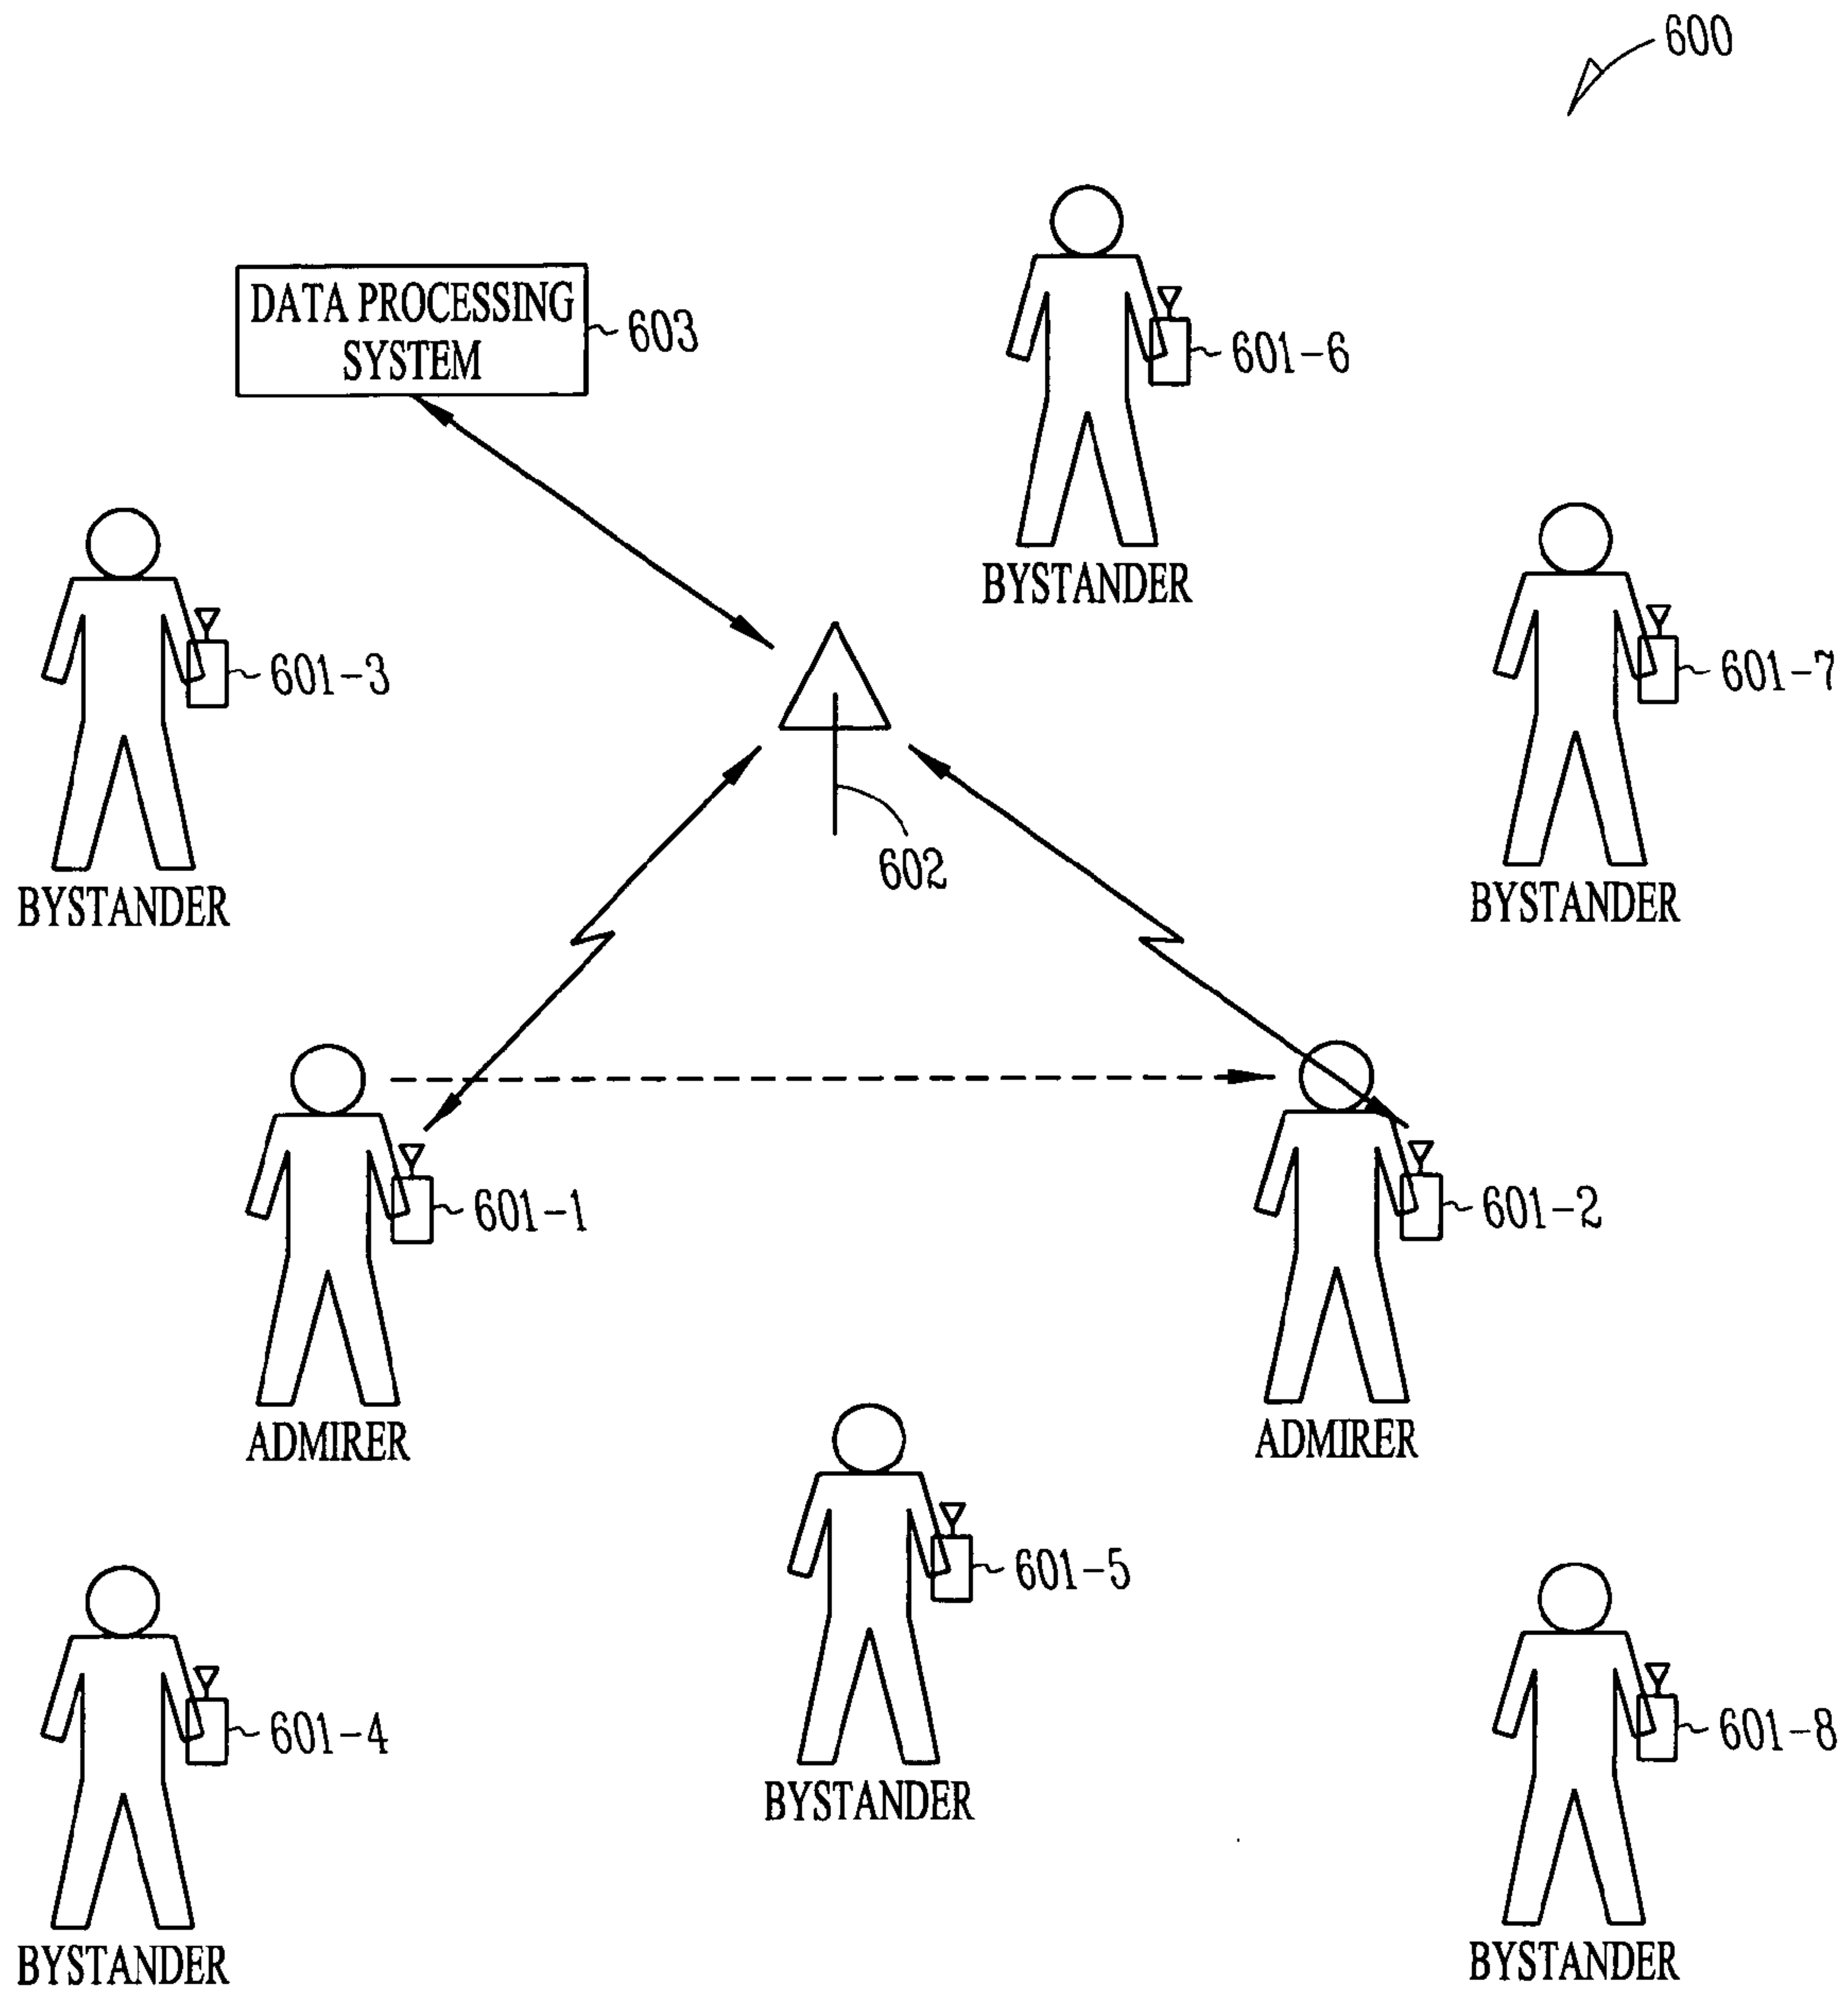 600
DATA PROCESSING
SYSTEM
603
601-6
BYSTANDER
601-3
BYSTANDER
601-7
BYSTANDER
602
601-1
ADMIRER
601-2
ADMIRER
601-5
BYSTANDER
601-4
BYSTANDER
601-8
BYSTANDER